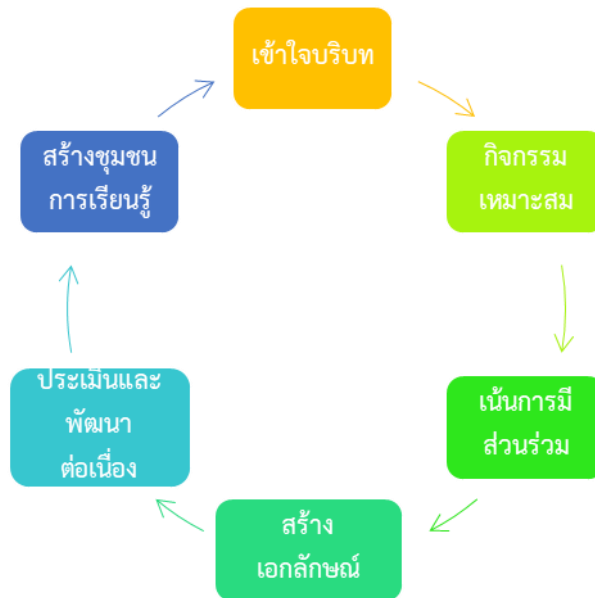 เข้าใจบริบท
กิจกรรม
เหมาะสม
เน้นการมี
ส่วนร่วม
สร้าง
เอกลักษณ์
ประเมินและ
พัฒนา
ต่อเนื่อง
สร้างชุมชน
การเรียนรู้